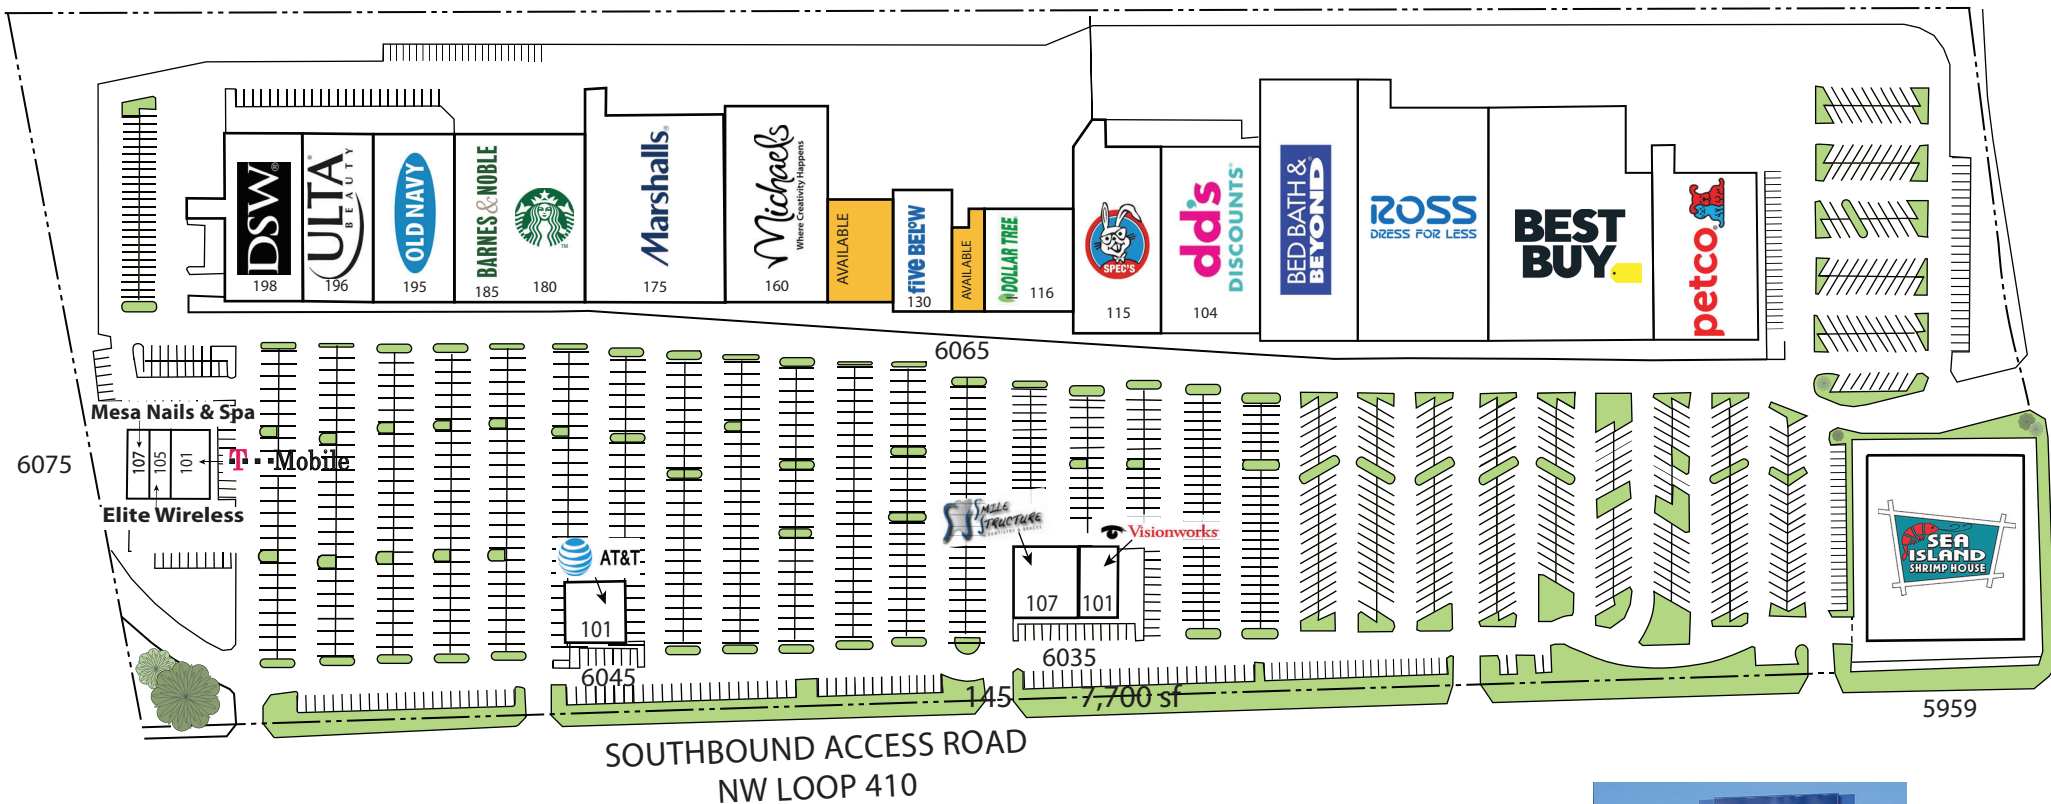 DSW
®
198
ULTA
BEAUTY
196
OLD NAVY
195
BARNES & NOBLE
185
TM
180
Marshalls®
175
Michaels
Where Creativity Happens
160
AVAILABLE
five BEL°W
130
AVAILABLE
DOLLAR TREE
116
SPEC'S
115
dd's
DISCOUNTS®
104
BED BATH &
BEYOND®
ROSS
DRESS FOR LESS
BEST
BUY
petco
6065
Mesa Nails & Spa
107
105
101
T··Mobile
6075
Elite Wireless
AT&T
101
6045
SMILE
STRUCTURE
Visionworks
107
101
6035
145 7,700 sf
SEA
ISLAND
SHRIMP HOUSE
5959
SOUTHBOUND ACCESS ROAD
NW LOOP 410